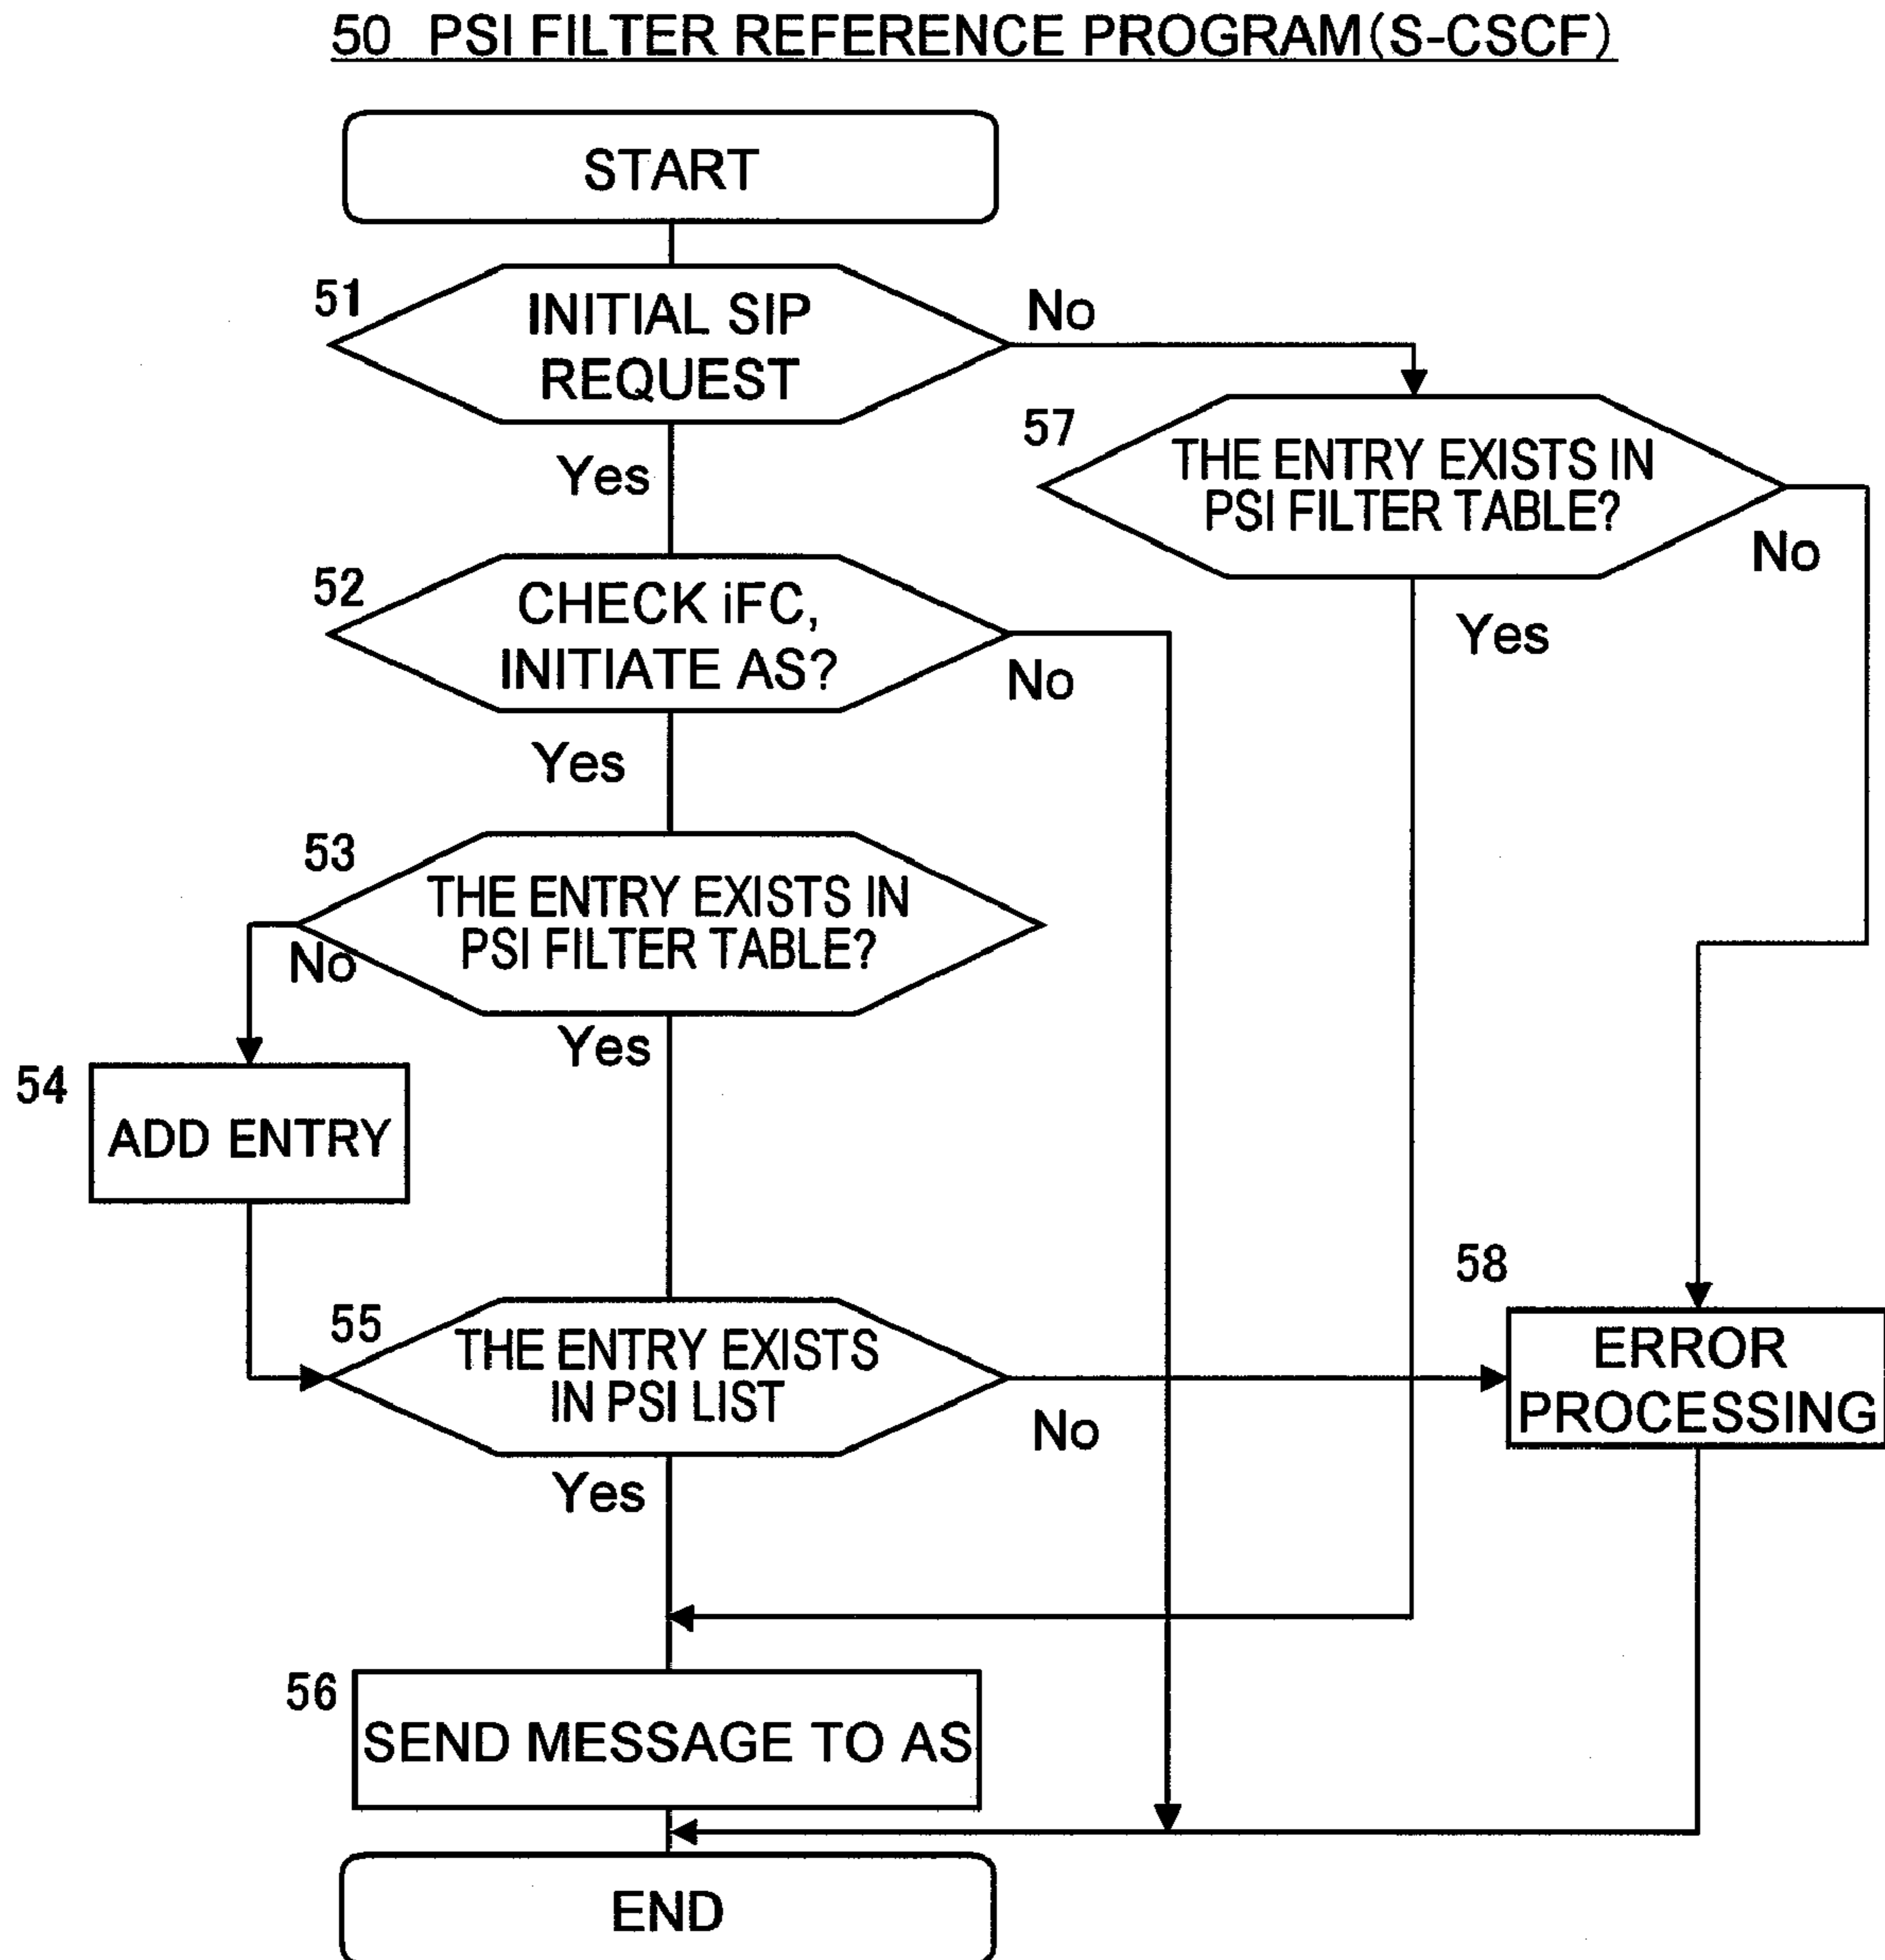 50 PSI FILTER REFERENCE PROGRAM(S-CSCF)
START
51
INITIAL SIP
REQUEST
No
Yes
57
THE ENTRY EXISTS IN
PSI FILTER TABLE?
No
Yes
52
CHECK iFC,
INITIATE AS?
No
Yes
53
THE ENTRY EXISTS IN
PSI FILTER TABLE?
No
Yes
54
ADD ENTRY
55
THE ENTRY EXISTS
IN PSI LIST
No
Yes
58
ERROR
PROCESSING
56
SEND MESSAGE TO AS
END